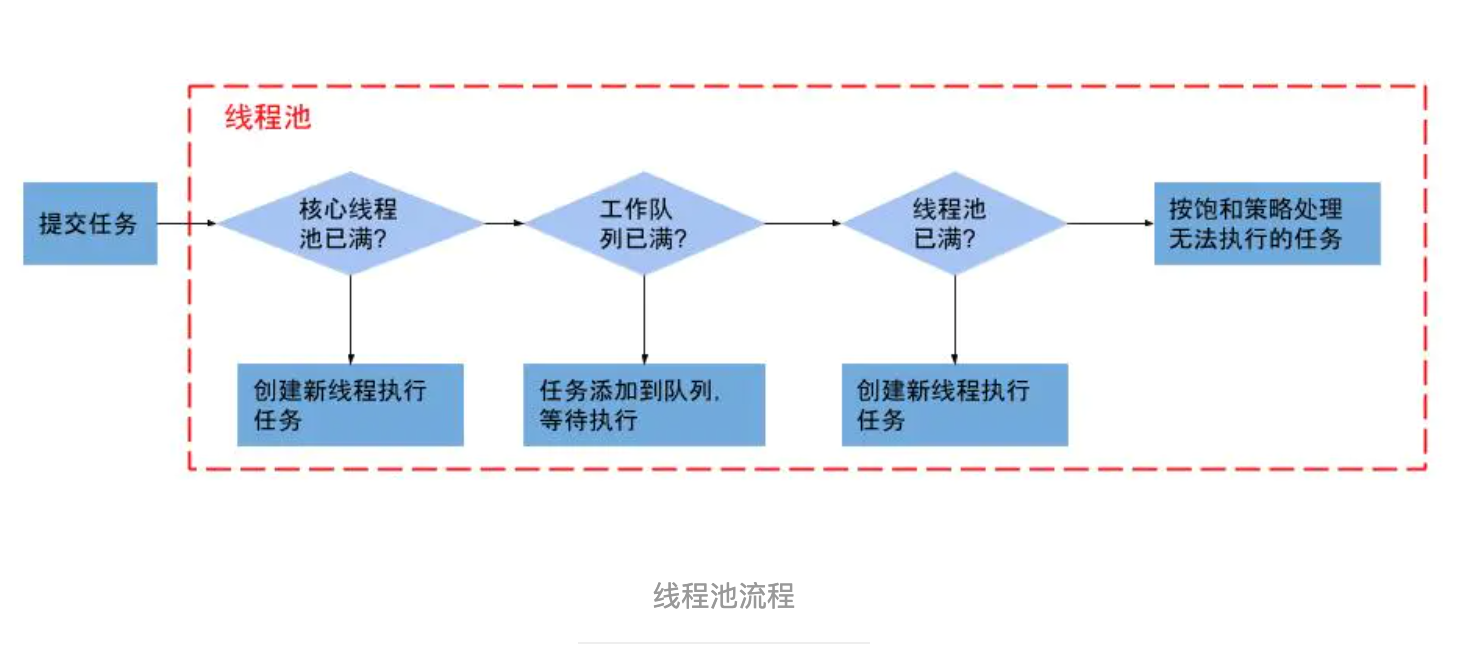 线程池
提交任务
核心线程
池已满?
工作队
列已满?
线程池
已满?
按饱和策略处理
无法执行的任务
创建新线程执行
任务
任务添加到队列,
等待执行
创建新线程执行
任务
线程池流程